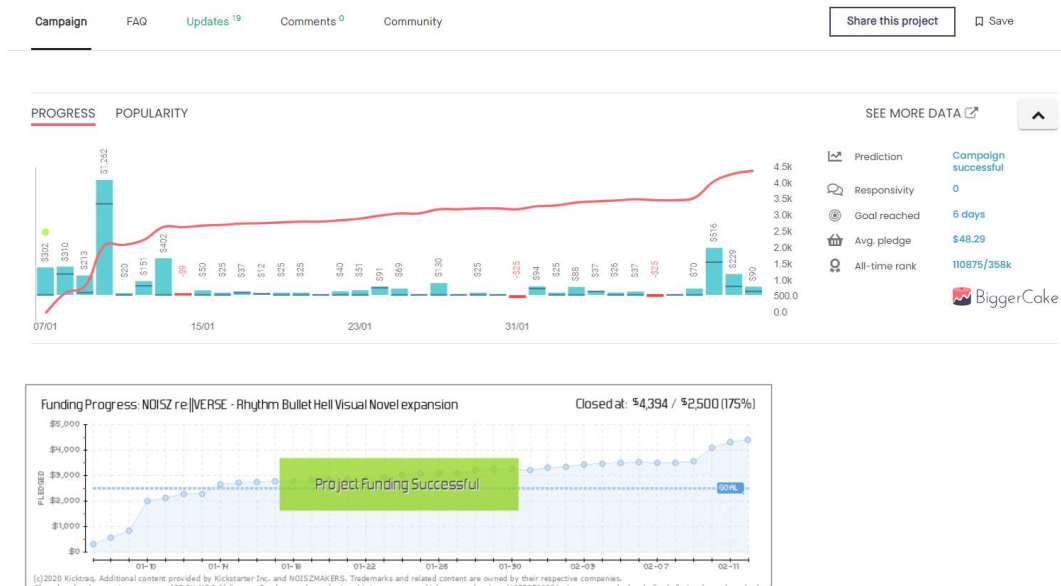 Campaign FAQ Updates 19 Comments 0 Community Share this project Save
PROGRESS POPULARITY SEE MORE DATA
$302 $310 $213 $1.262 $20 $151 $402 -$9 $50 $25 $37 $12 $25 $25 $40 $51 $91 $69 $130 $25 -$25 $94 $25 $88 $37 $26 $37 -$25 $70 $516 $229 $90
4.5k
4.0k
3.5k
3.0k
2.5k
2.0k
1.5k
1.0k
500.0
0.0
07/01 15/01 23/01 31/01
Prediction Campaign successful
Responsivity 0
Goal reached 6 days
Avg. pledge $48.29
All-time rank 110875/358k
BiggerCake
Funding Progress: NOISZ re:||VERSE - Rhythm Bullet Hell Visual Novel expansion Closed at: $4,394 / $2,500 (175%)
PLEDGED
$5,000
$4,000
$3,000
$2,000
$1,000
$0
Project Funding Successful
GOAL
01-10 01-14 01-18 01-22 01-26 01-30 02-03 02-07 02-11
(c)2020 Kicktraq. Additional content provided by Kickstarter Inc. and NOISZMAKERS. Trademarks and related content are owned by their respective companies.